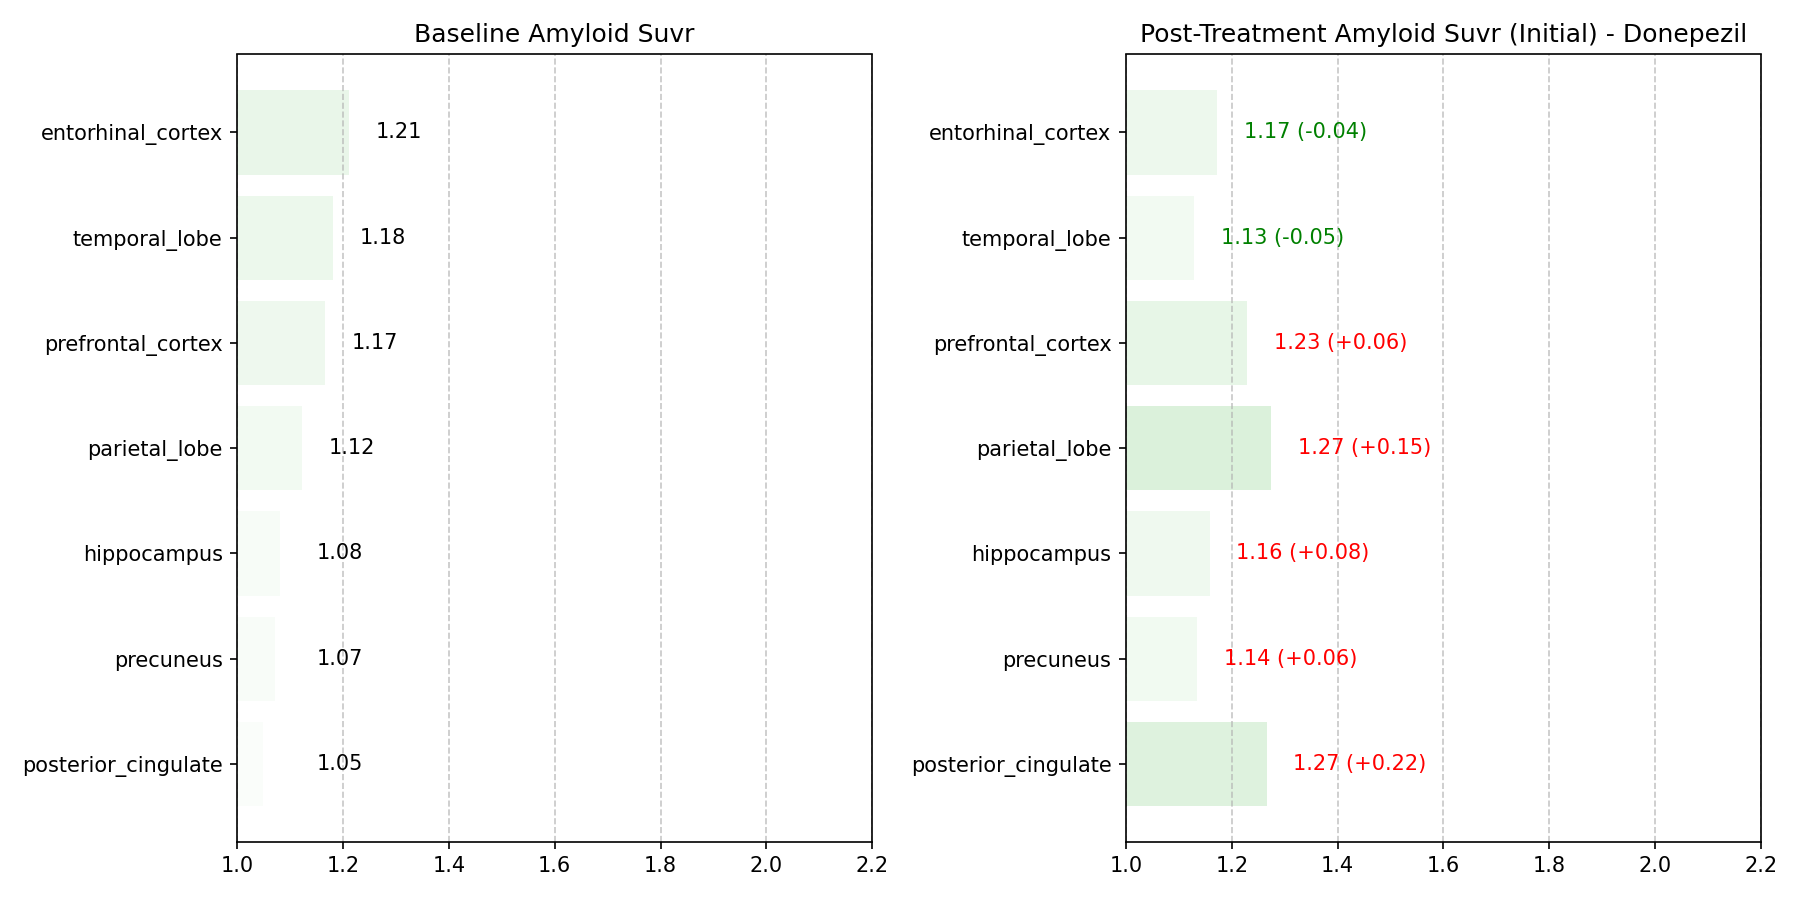 Baseline Amyloid Suvr
entorhinal_cortex 1.21
temporal_lobe 1.18
prefrontal_cortex 1.17
parietal_lobe 1.12
hippocampus 1.08
precuneus 1.07
posterior_cingulate 1.05
1.0 1.2 1.4 1.6 1.8 2.0 2.2
Post-Treatment Amyloid Suvr (Initial) - Donepezil
entorhinal_cortex 1.17 (-0.04)
temporal_lobe 1.13 (-0.05)
prefrontal_cortex 1.23 (+0.06)
parietal_lobe 1.27 (+0.15)
hippocampus 1.16 (+0.08)
precuneus 1.14 (+0.06)
posterior_cingulate 1.27 (+0.22)
1.0 1.2 1.4 1.6 1.8 2.0 2.2